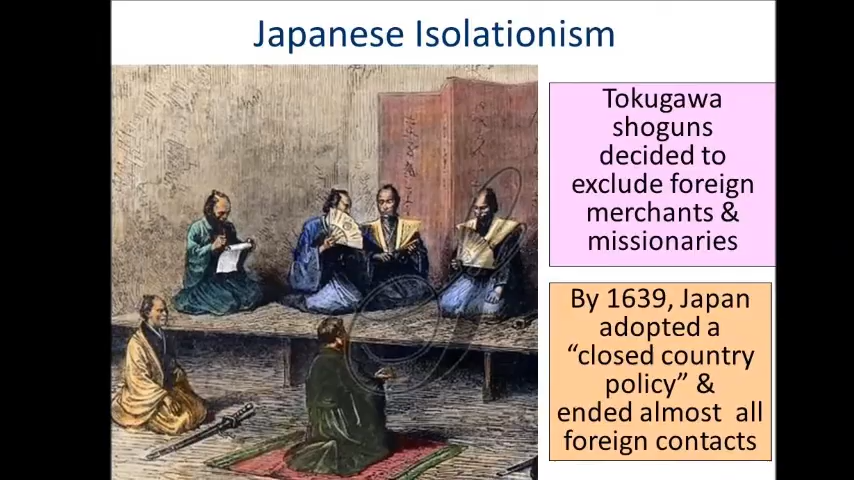 Japanese Isolationism
Tokugawa
shoguns
decided to
exclude foreign
merchants &
missionaries
By 1639, Japan
adopted a
“closed country
policy” &
ended almost all
foreign contacts